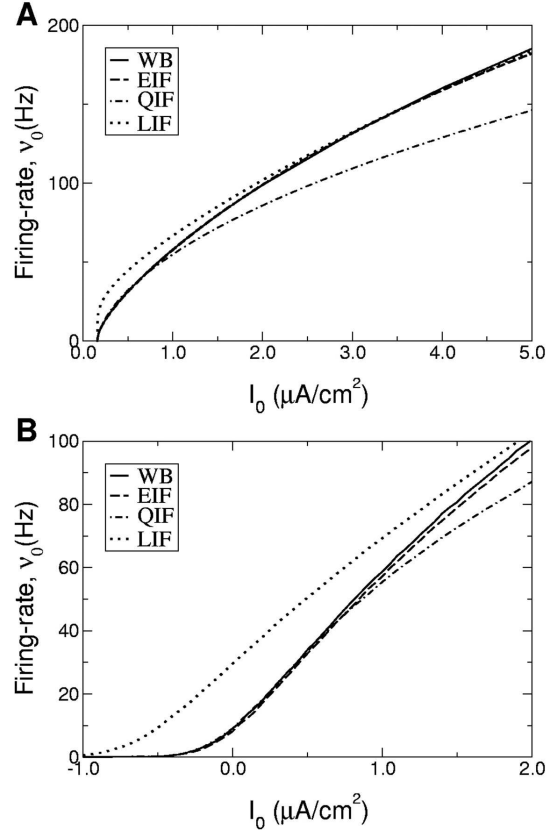 A
200
100
0
WB
EIF
QIF
LIF
Firing-rate, ν₀(Hz)
1.0
2.0
3.0
4.0
5.0
I₀ (μA/cm²)
B
100
80
60
40
20
0
WB
EIF
QIF
LIF
Firing-rate, ν₀(Hz)
-1.0
0.0
1.0
2.0
I₀ (μA/cm²)